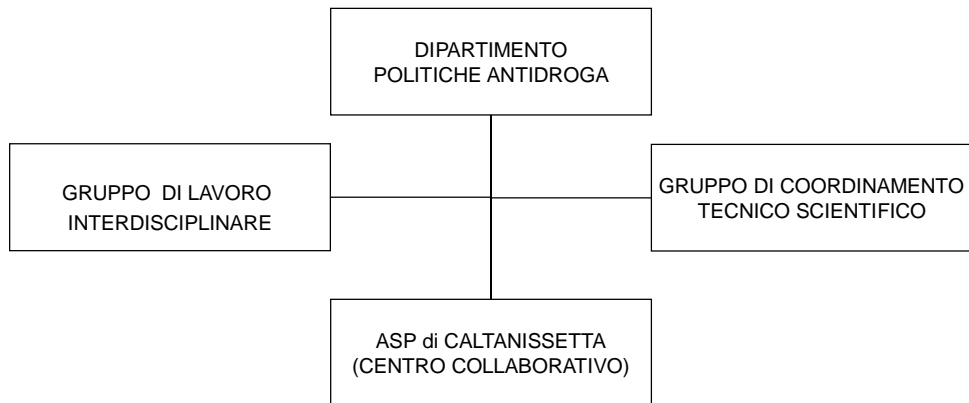 DIPARTIMENTO
POLITICHE ANTIDROGA
GRUPPO DI LAVORO
INTERDISCIPLINARE
GRUPPO DI COORDINAMENTO
TECNICO SCIENTIFICO
ASP di CALTANISSETTA
(CENTRO COLLABORATIVO)